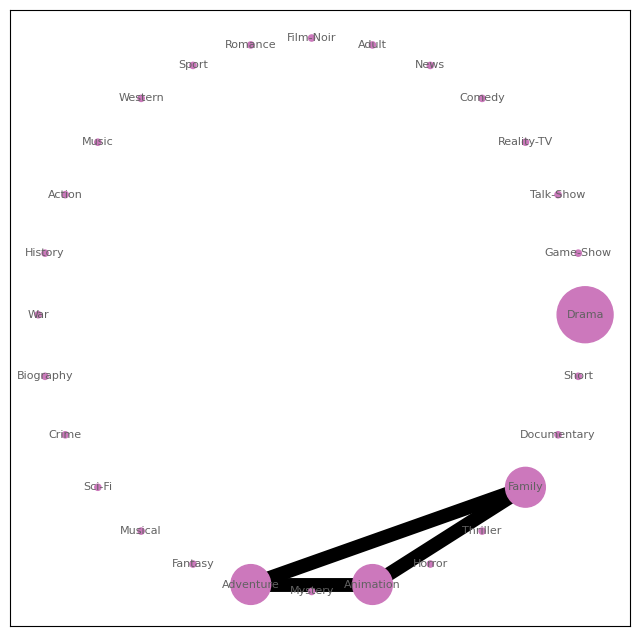 Film-Noir
Romance
Adult
Sport
News
Western
Comedy
Music
Reality-TV
Action
Talk-Show
History
Game-Show
War
Drama
Biography
Short
Crime
Documentary
Sci-Fi
Family
Musical
Thriller
Fantasy
Horror
Adventure
Animation
Mystery